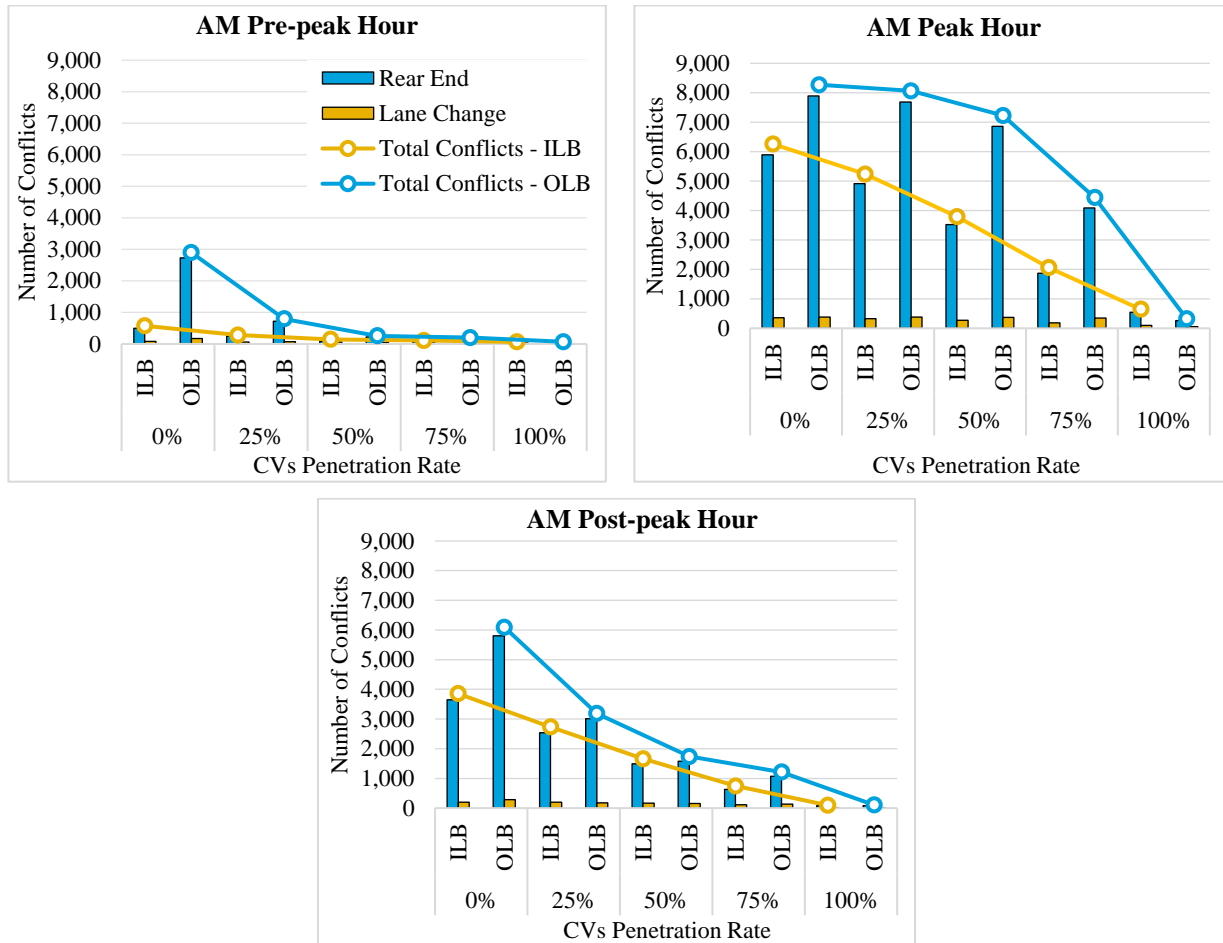 AM Pre-peak Hour
9,000
8,000
7,000
6,000
5,000
4,000
3,000
2,000
1,000
0
Number of Conflicts
Rear End
Lane Change
Total Conflicts - ILB
Total Conflicts - OLB
ILB OLB ILB OLB ILB OLB ILB OLB ILB OLB
0% 25% 50% 75% 100%
CVs Penetration Rate
AM Peak Hour
9,000
8,000
7,000
6,000
5,000
4,000
3,000
2,000
1,000
0
Number of Conflicts
ILB OLB ILB OLB ILB OLB ILB OLB ILB OLB
0% 25% 50% 75% 100%
CVs Penetration Rate
AM Post-peak Hour
9,000
8,000
7,000
6,000
5,000
4,000
3,000
2,000
1,000
0
Number of Conflicts
ILB OLB ILB OLB ILB OLB ILB OLB ILB OLB
0% 25% 50% 75% 100%
CVs Penetration Rate